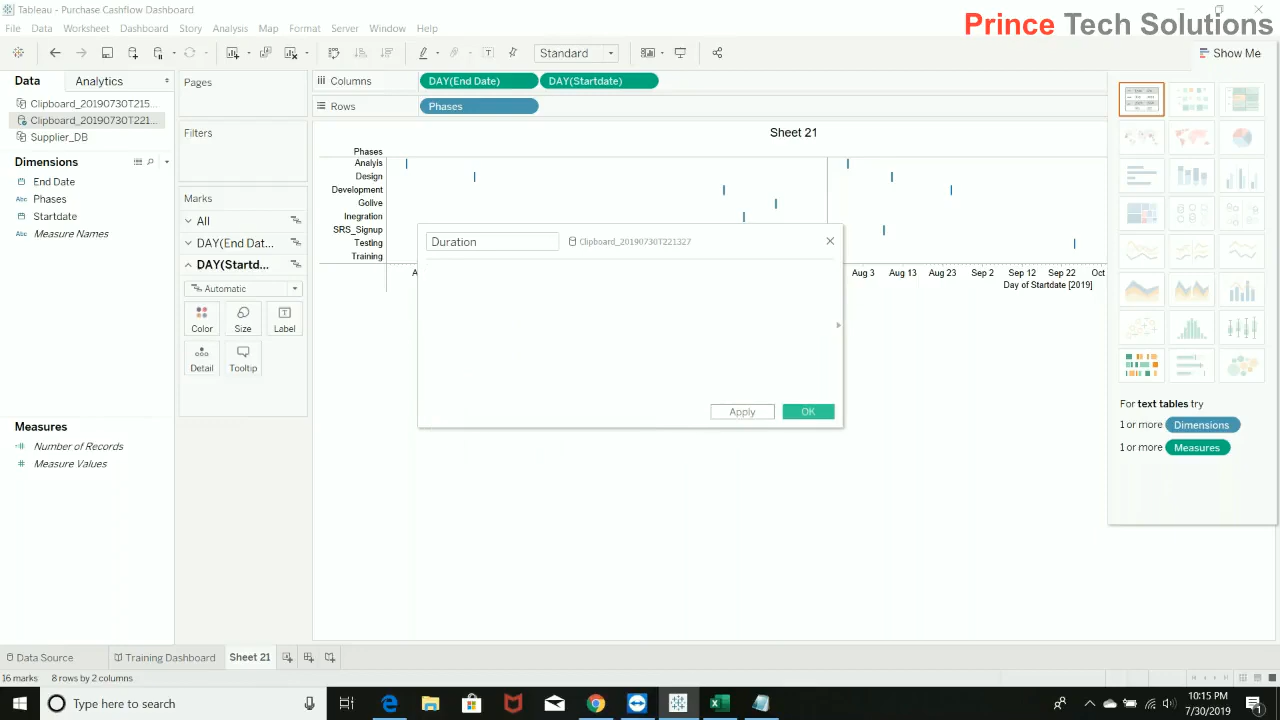 Tableau - Purchase Cashflow Dashboard
Prince Tech Solutions
File Data Worksheet Dashboard Story Analysis Map Format Server Window Help
Standard
Show Me
Data Analytics
Pages
Columns DAY(End Date) DAY(Startdate)
Rows Phases
Clipboard_20190730T215...
Clipboard_20190730T221...
Supplier_DB
Filters
Sheet 21
Dimensions
End Date
Phases
Startdate
Measure Names
Phases
Analyis
Design
Development
Golive
Inegration
SRS_Signup
Testing
Training
Marks
All
DAY(End Dat...
DAY(Startd...
Automatic
Color Size Label
Detail Tooltip
Duration Clipboard_20190730T221327
Apply OK
A
Aug 3 Aug 13 Aug 23 Sep 2 Sep 12 Sep 22 Oct
Day of Startdate [2019]
For text tables try
1 or more Dimensions
1 or more Measures
Measures
Number of Records
Measure Values
Data Source Training Dashboard Sheet 21
16 marks 8 rows by 2 columns
Type here to search
10:15 PM
7/30/2019
1